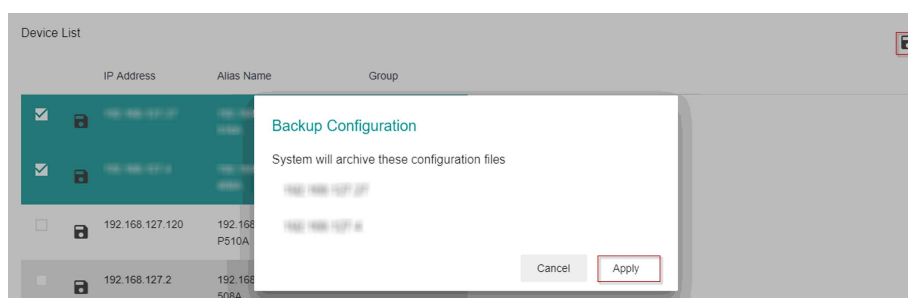 Device List
IP Address Alias Name Group
Backup Configuration
System will archive these configuration files
192.168.127.120 192.168
P510A
192.168.127.2 192.168
508A
Cancel Apply